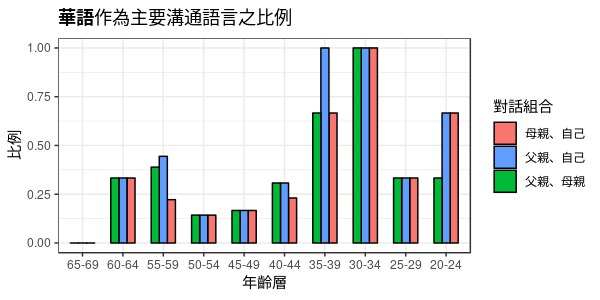 華語作為主要溝通語言之比例
1.00
0.75
0.50
0.25
0.00
比例
65-69 60-64 55-59 50-54 45-49 40-44 35-39 30-34 25-29 20-24
年齡層
對話組合
母親、自己
父親、自己
父親、母親